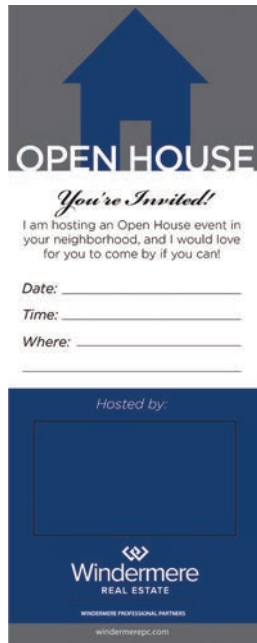 OPEN HOUSE
You're Invited!
I am hosting an Open House event in
your neighborhood, and I would love
for you to come by if you can!
Date:
Time:
Where:
Hosted by:
Windermere
REAL ESTATE
WINDERMERE PROFESSIONAL PARTNERS
windermerepc.com